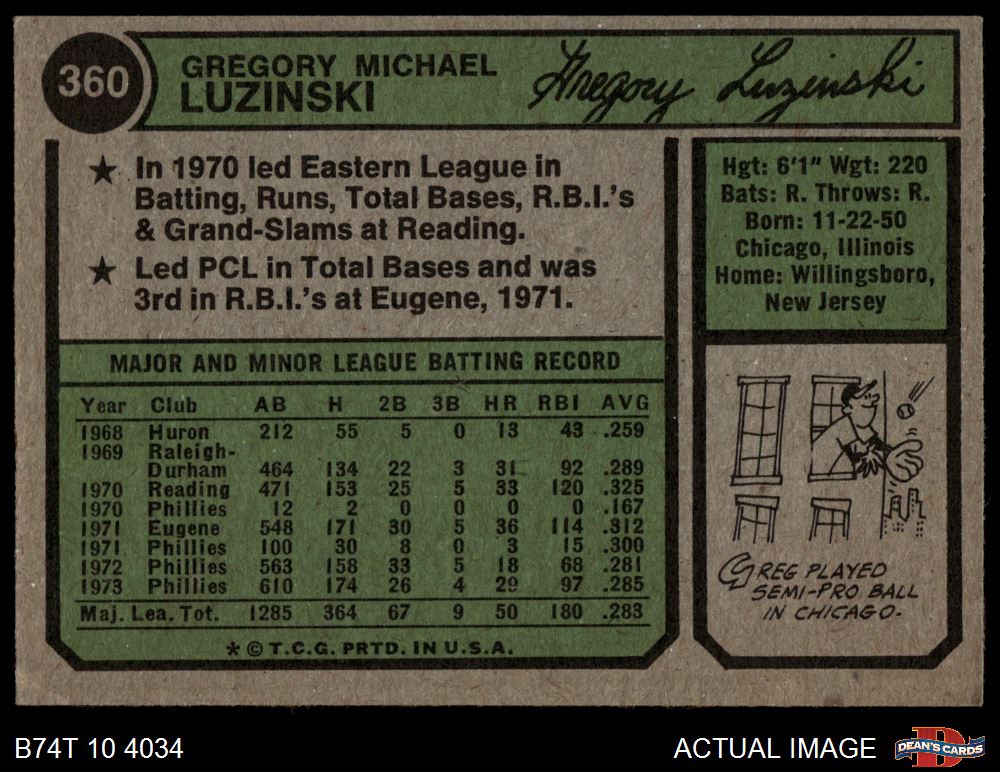 360
GREGORY MICHAEL
LUZINSKI
Gregory Luzinski
★ In 1970 led Eastern League in
Batting, Runs, Total Bases, R.B.I.'s
& Grand-Slams at Reading.
★ Led PCL in Total Bases and was
3rd in R.B.I.'s at Eugene, 1971.
Hgt: 6'1" Wgt: 220
Bats: R. Throws: R.
Born: 11-22-50
Chicago, Illinois
Home: Willingsboro,
New Jersey
MAJOR AND MINOR LEAGUE BATTING RECORD
Year Club AB H 2B 3B HR RBI AVG
1968 Huron 212 55 5 0 13 43 .259
1969 Raleigh-
Durham 464 134 22 3 31 92 .289
1970 Reading 471 153 25 5 33 120 .325
1970 Phillies 12 2 0 0 0 0 .167
1971 Eugene 548 171 30 5 36 114 .312
1971 Phillies 100 30 8 0 3 15 .300
1972 Phillies 563 158 33 5 18 68 .281
1973 Phillies 610 174 26 4 29 97 .285
Maj. Lea. Tot. 1285 364 67 9 50 180 .283
* © T.C.G. PRTD. IN U.S.A.
GREG PLAYED
SEMI-PRO BALL
IN CHICAGO.
B74T 10 4034
ACTUAL IMAGE
DEAN'S CARDS